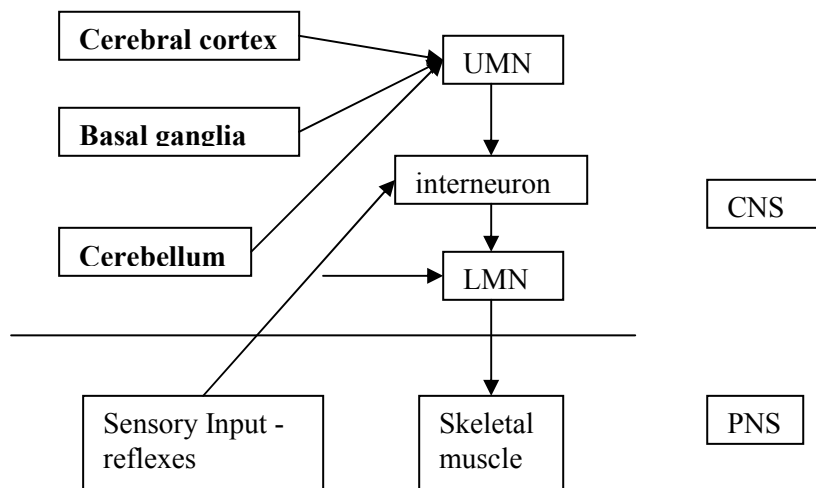 Cerebral cortex
UMN
Basal ganglia
interneuron
CNS
Cerebellum
LMN
Sensory Input -
reflexes
Skeletal
muscle
PNS